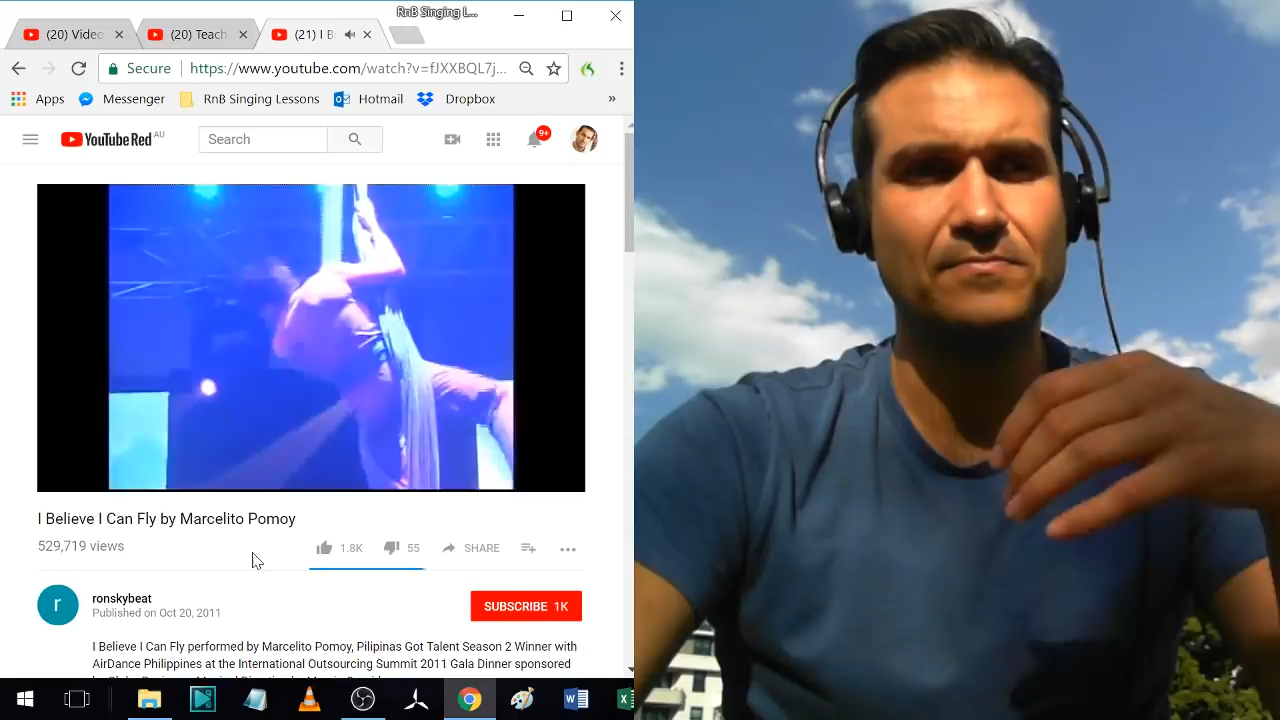 RnB Singing L...
(20) Video
(20) Teach
(21) I B
Secure
https://www.youtube.com/watch?v=fJXXBQL7j...
Apps
Messenger
RnB Singing Lessons
Hotmail
Dropbox
»
YouTube Red AU
Search
9+
I Believe I Can Fly by Marcelito Pomoy
529,719 views
1.8K
55
SHARE
r
ronskybeat
Published on Oct 20, 2011
SUBSCRIBE 1K
I Believe I Can Fly performed by Marcelito Pomoy, Pilipinas Got Talent Season 2 Winner with
AirDance Philippines at the International Outsourcing Summit 2011 Gala Dinner sponsored